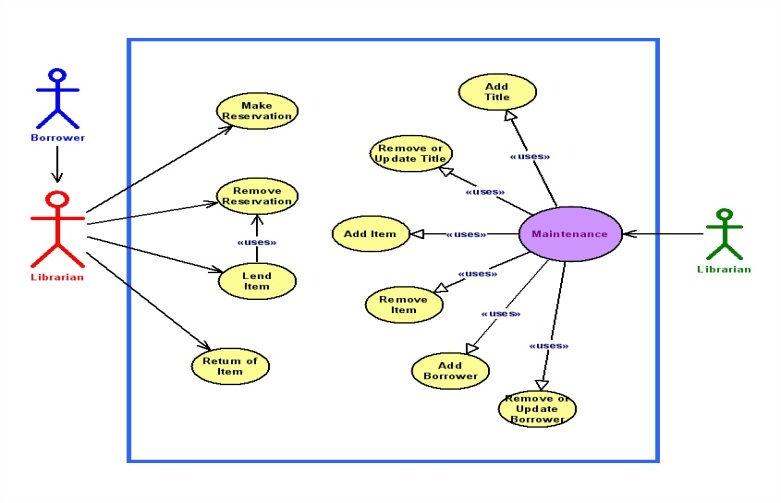 Borrower
Librarian
Make
Reservation
Remove
Reservation
«uses»
Lend
Item
Return of
Item
Add
Title
«uses»
Remove or
Update Title
«uses»
Add Item
«uses»
Maintenance
Librarian
Remove
Item
«uses»
Add
Borrower
«uses»
Remove or
Update
Borrower
«uses»